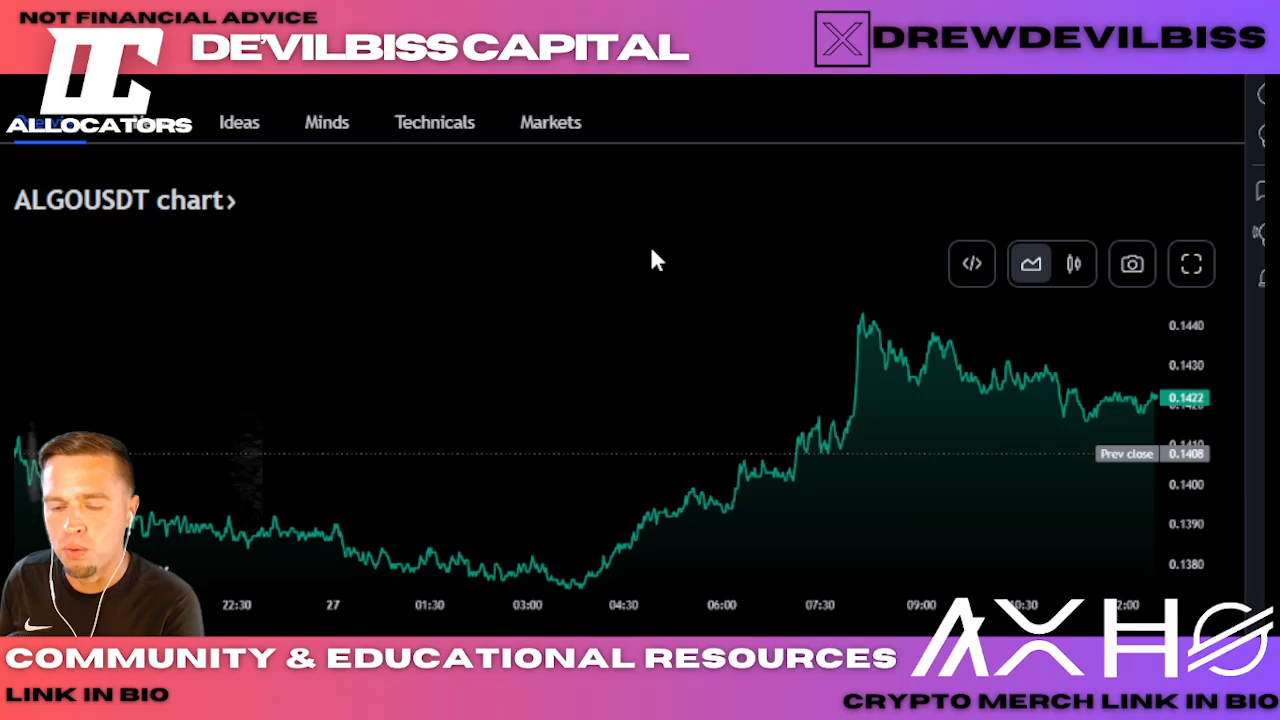 NOT FINANCIAL ADVICE
DE'VILBISS CAPITAL
DREWDEVILBISS
ALLOCATORS
Ideas Minds Technicals Markets
ALGOUSDT chart›
0.1440
0.1430
0.1422
Prev close 0.1408
0.1400
0.1390
0.1380
22:30 27 01:30 03:00 04:30 06:00 07:30 09:00
COMMUNITY & EDUCATIONAL RESOURCES
LINK IN BIO
CRYPTO MERCH LINK IN BIO